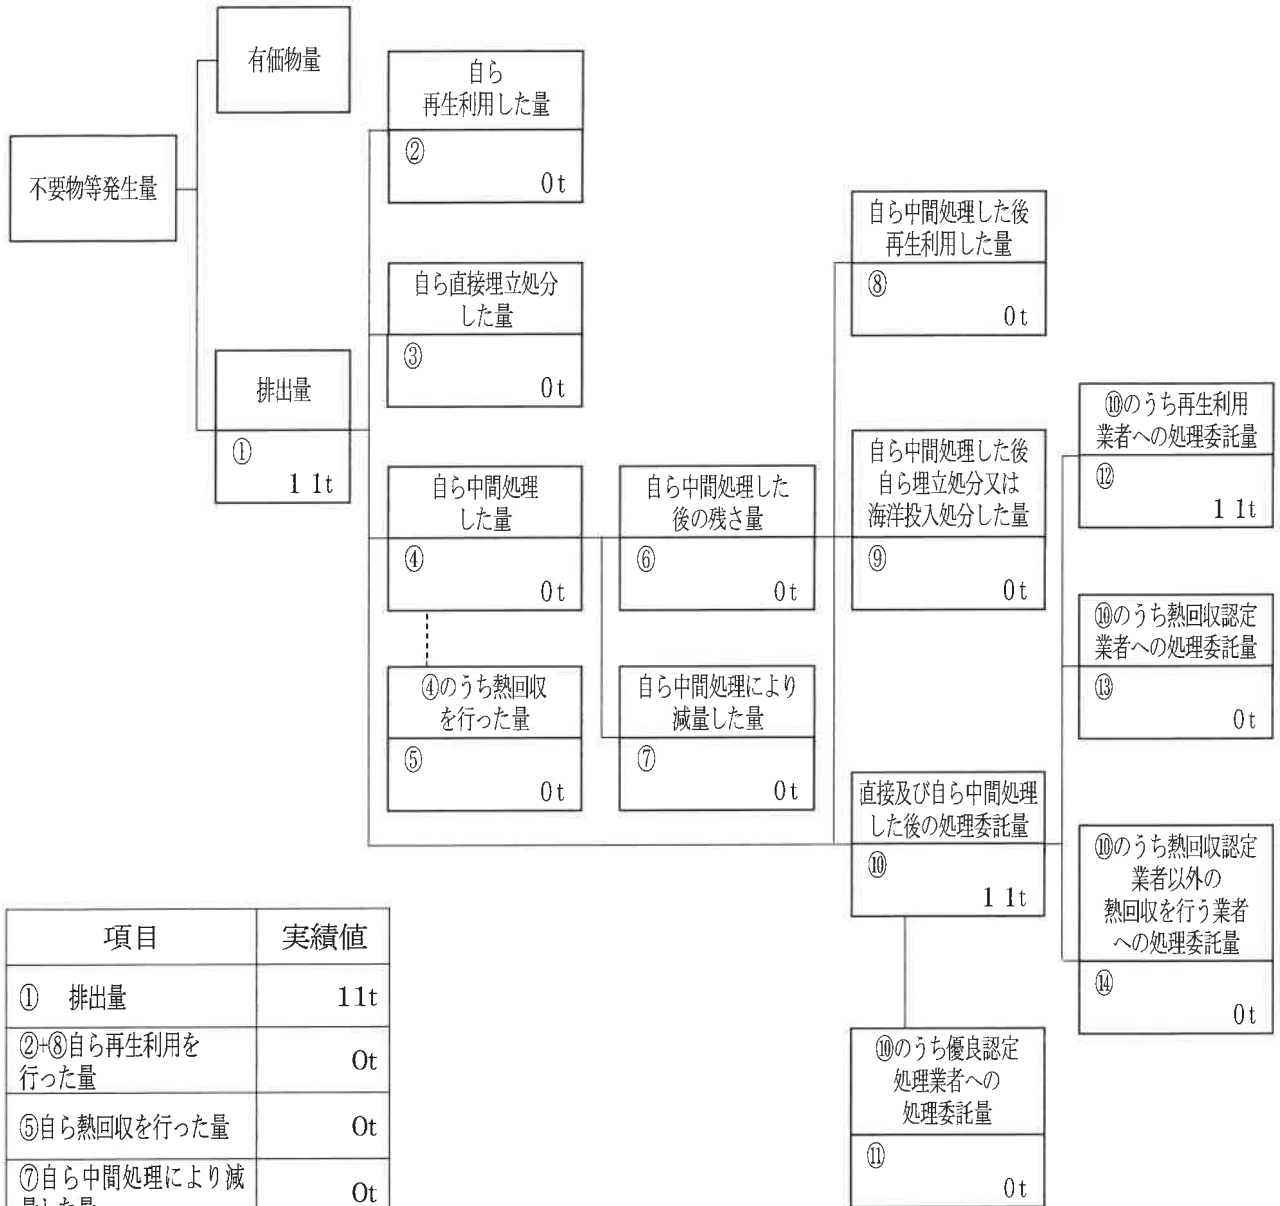 有価物量
不要物等発生量
排出量
①
1 1t
自ら
再生利用した量
②
0t
自ら直接埋立処分
した量
③
0t
自ら中間処理
した量
④
0t
④のうち熱回収
を行った量
⑤
0t
自ら中間処理した
後の残さ量
⑥
0t
自ら中間処理により
減量した量
⑦
0t
自ら中間処理した後
再生利用した量
⑧
0t
自ら中間処理した後
自ら埋立処分又は
海洋投入処分した量
⑨
0t
直接及び自ら中間処理
した後の処理委託量
⑩
1 1t
⑩のうち優良認定
処理業者への
処理委託量
⑪
0t
⑩のうち再生利用
業者への処理委託量
⑫
1 1t
⑩のうち熱回収認定
業者への処理委託量
⑬
0t
⑩のうち熱回収認定
業者以外の
熱回収を行う業者
への処理委託量
⑭
0t
項目 実績値
① 排出量 11t
②+⑧自ら再生利用を
行った量 0t
⑤自ら熱回収を行った量 0t
⑦自ら中間処理により減 0t